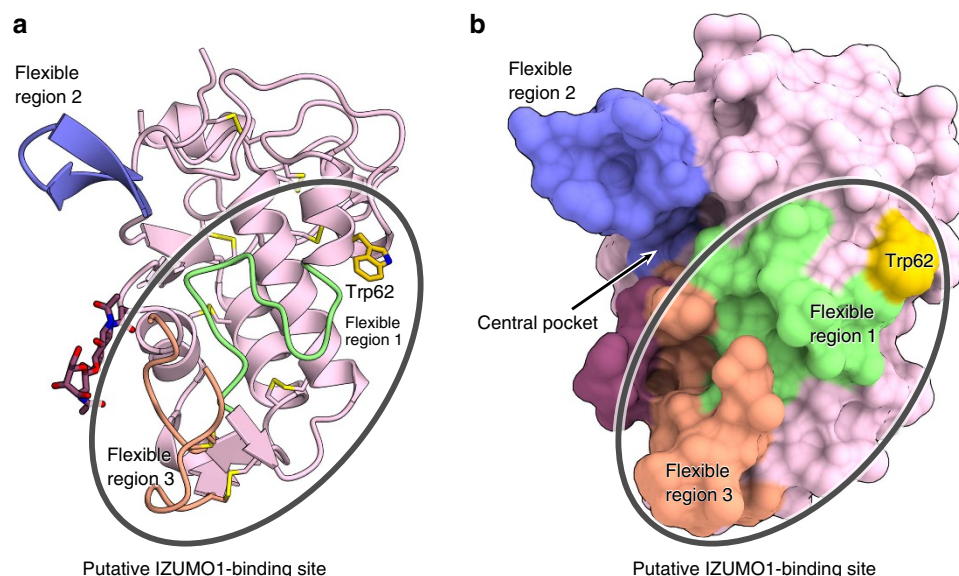 a
Flexible
region 2
Trp62
Flexible
region 1
Flexible
region 3
Putative IZUMO1-binding site
b
Flexible
region 2
Trp62
Flexible
region 1
Central pocket
Flexible
region 3
Putative IZUMO1-binding site